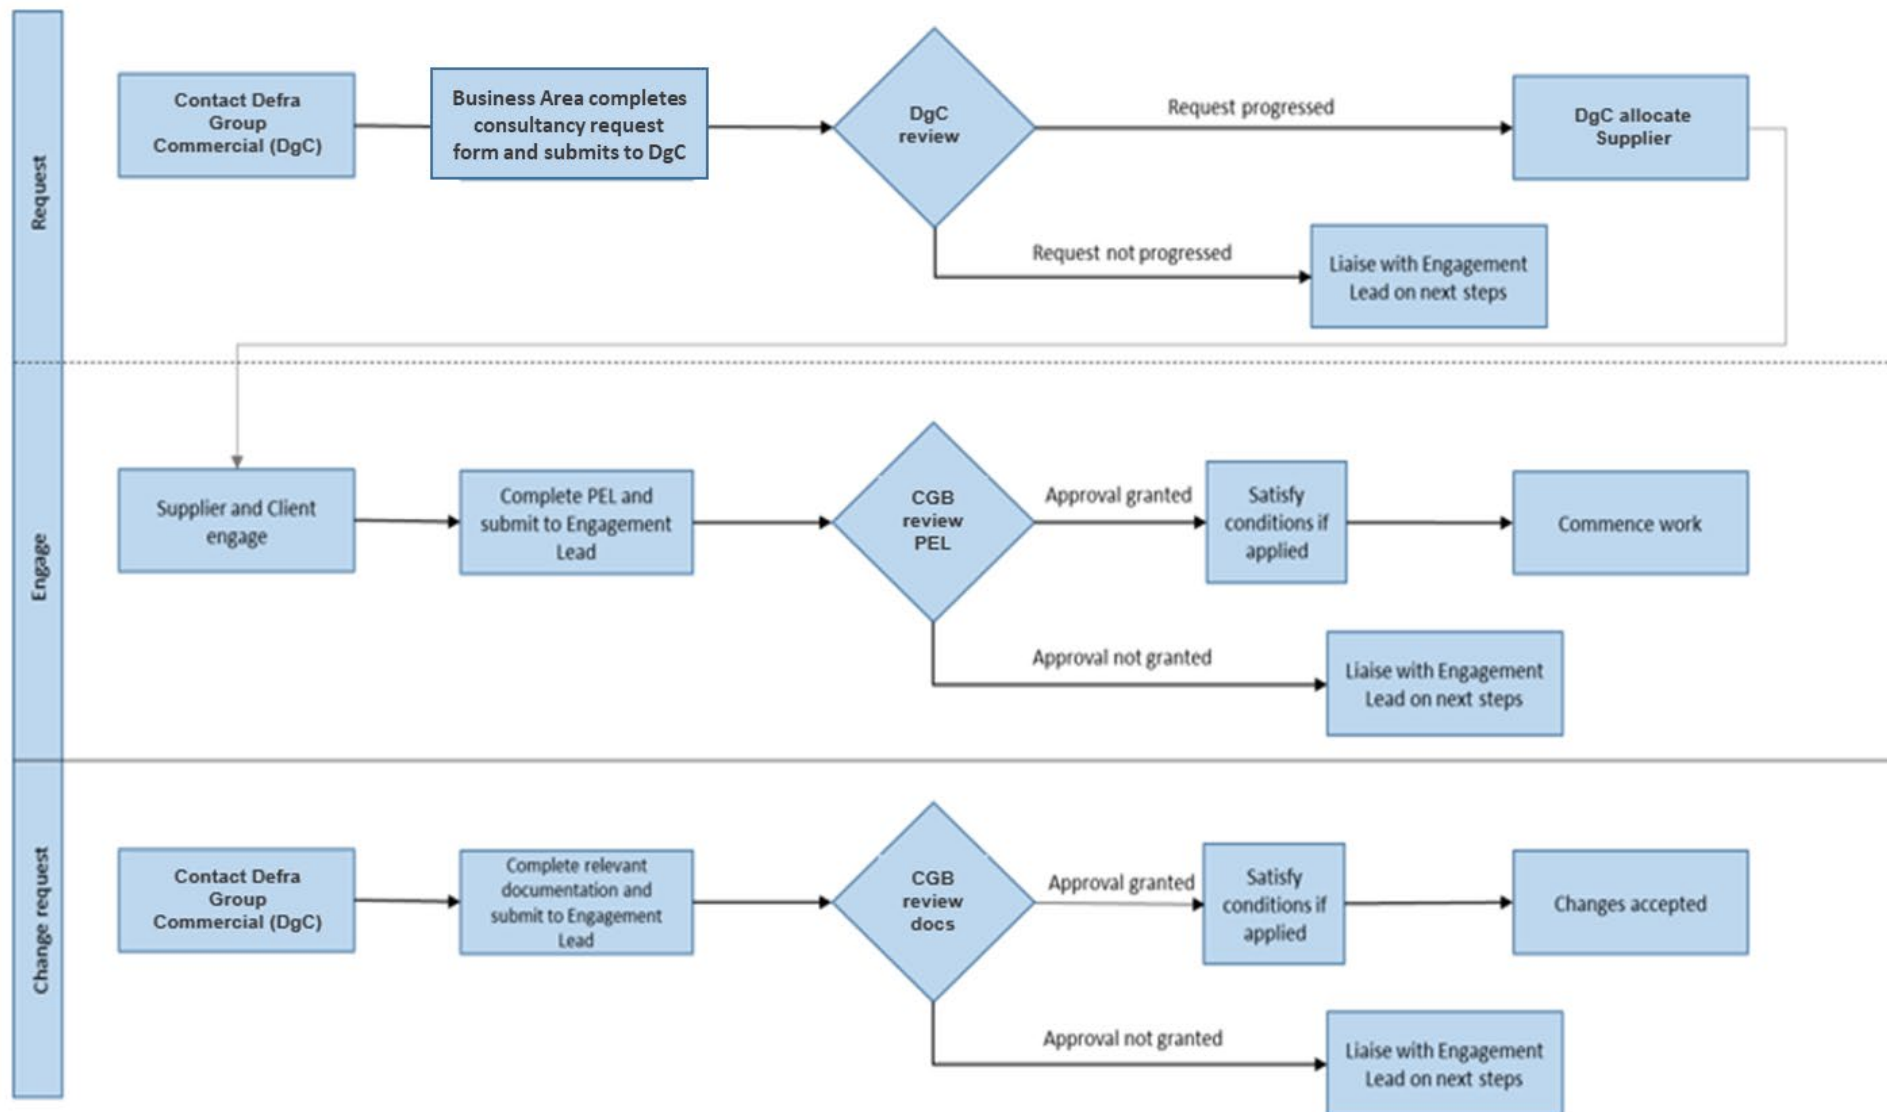 Request
Contact Defra
Group
Commercial (DgC)
Business Area completes
consultancy request
form and submits to DgC
DgC
review
Request progressed
DgC allocate
Supplier
Request not progressed
Liaise with Engagement
Lead on next steps
Engage
Supplier and Client
engage
Complete PEL and
submit to Engagement
Lead
CGB
review
PEL
Approval granted
Satisfy
conditions if
applied
Commence work
Approval not granted
Liaise with Engagement
Lead on next steps
Change request
Contact Defra
Group
Commercial (DgC)
Complete relevant
documentation and
submit to Engagement
Lead
CGB
review
docs
Approval granted
Satisfy
conditions if
applied
Changes accepted
Approval not granted
Liaise with Engagement
Lead on next steps